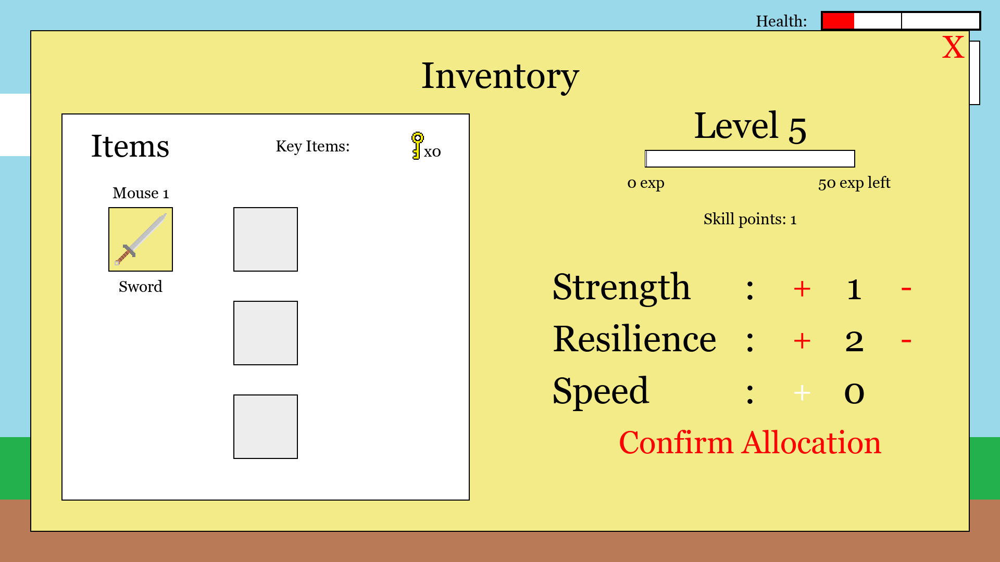 Health:
X
Inventory
Items
Key Items:
x0
Mouse 1
Sword
Level 5
0 exp
50 exp left
Skill points: 1
Strength : + 1 -
Resilience : + 2 -
Speed : + 0
Confirm Allocation